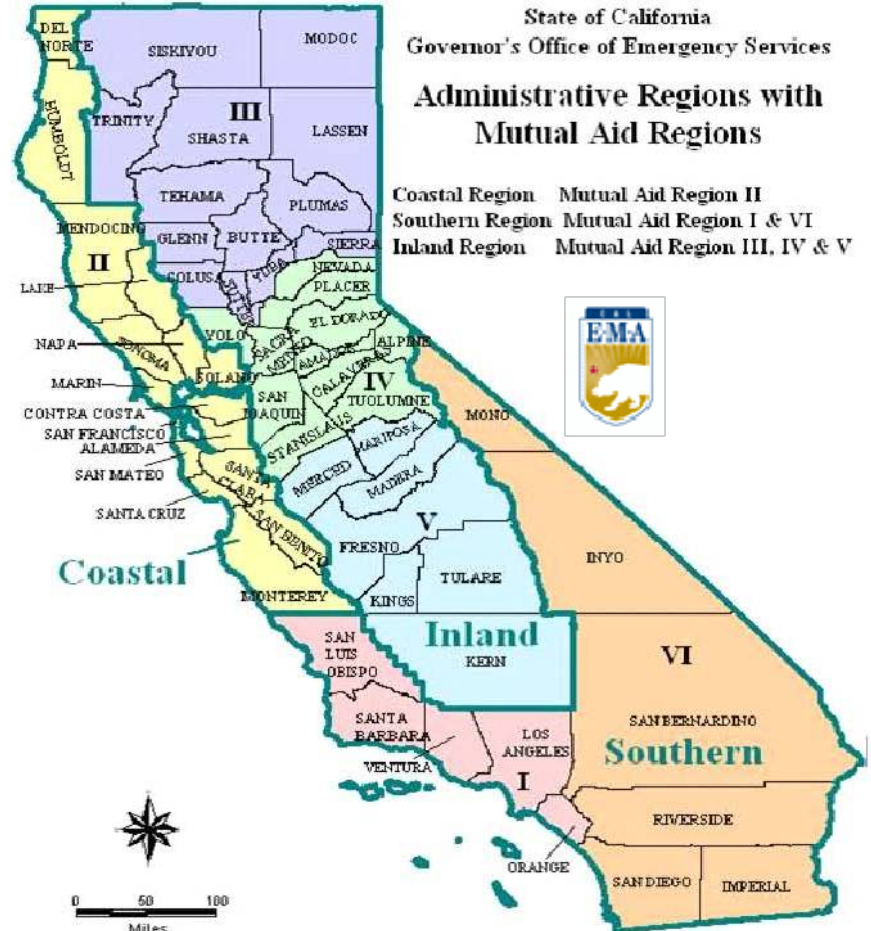 State of California
Governor's Office of Emergency Services
Administrative Regions with
Mutual Aid Regions
Coastal Region Mutual Aid Region II
Southern Region Mutual Aid Region I & VI
Inland Region Mutual Aid Region III, IV & V
E·M·A
DEL
NORTE
SISKIYOU
MODOC
HUMBOLDT
TRINITY
III
SHASTA
LASSEN
TEHAMA
PLUMAS
MENDOCINO
GLENN
BUTTE
SIERRA
II
COLUSA
SUTTER
YUBA
NEVADA
PLACER
LAKE
YOLO
EL DORADO
NAPA
SONOMA
SACRA
MENTO
AMADOR
ALPINE
MARIN
SOLANO
CALAVERAS
IV
CONTRA COSTA
SAN
JOAQUIN
TUOLUMNE
MONO
SAN FRANCISCO
ALAMEDA
STANISLAUS
MARIPOSA
SAN MATEO
SANTA
CLARA
MERCED
MADERA
SANTA CRUZ
SAN BENITO
V
FRESNO
Coastal
TULARE
INYO
MONTEREY
KINGS
Inland
KERN
SAN
LUIS
OBISPO
VI
SANTA
BARBARA
LOS
ANGELES
SAN BERNARDINO
Southern
VENTURA
I
RIVERSIDE
ORANGE
SAN DIEGO
IMPERIAL
0 50 100
Miles